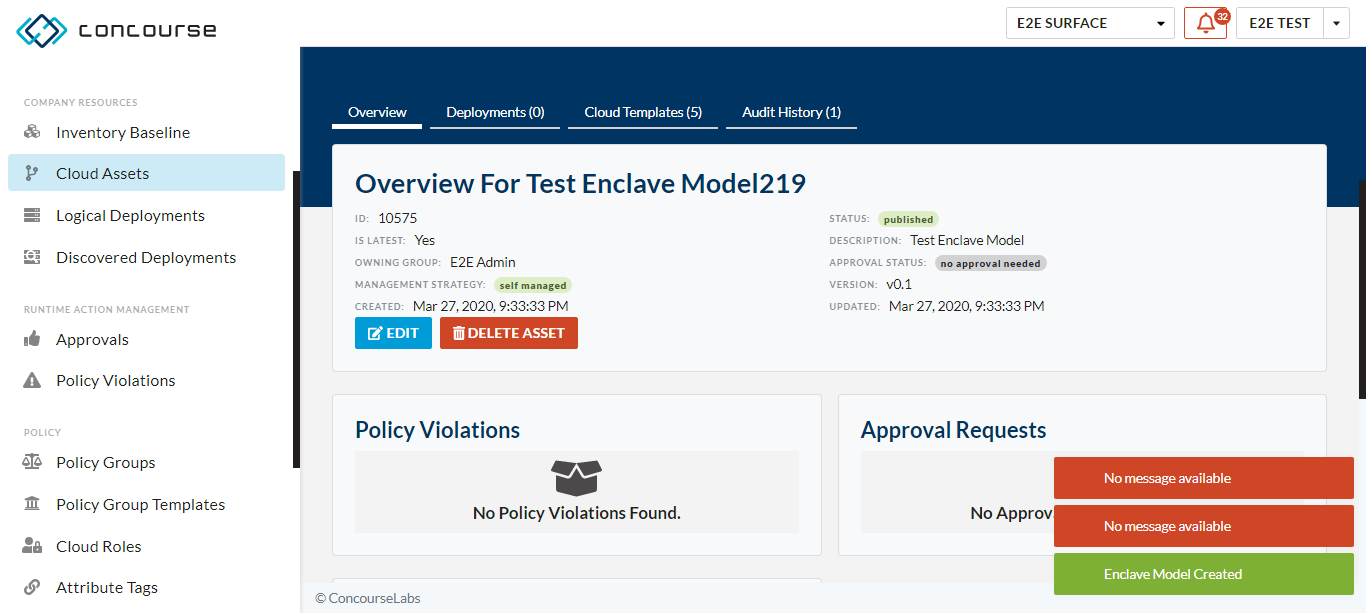 concourse
E2E SURFACE
32
E2E TEST
COMPANY RESOURCES
Inventory Baseline
Cloud Assets
Logical Deployments
Discovered Deployments
RUNTIME ACTION MANAGEMENT
Approvals
Policy Violations
POLICY
Policy Groups
Policy Group Templates
Cloud Roles
Attribute Tags
Overview
Deployments (0)
Cloud Templates (5)
Audit History (1)
Overview For Test Enclave Model219
ID: 10575
IS LATEST: Yes
OWNING GROUP: E2E Admin
MANAGEMENT STRATEGY: self managed
CREATED: Mar 27, 2020, 9:33:33 PM
STATUS: published
DESCRIPTION: Test Enclave Model
APPROVAL STATUS: no approval needed
VERSION: v0.1
UPDATED: Mar 27, 2020, 9:33:33 PM
EDIT
DELETE ASSET
Policy Violations
No Policy Violations Found.
Approval Requests
No Approv
No message available
No message available
Enclave Model Created
© ConcourseLabs